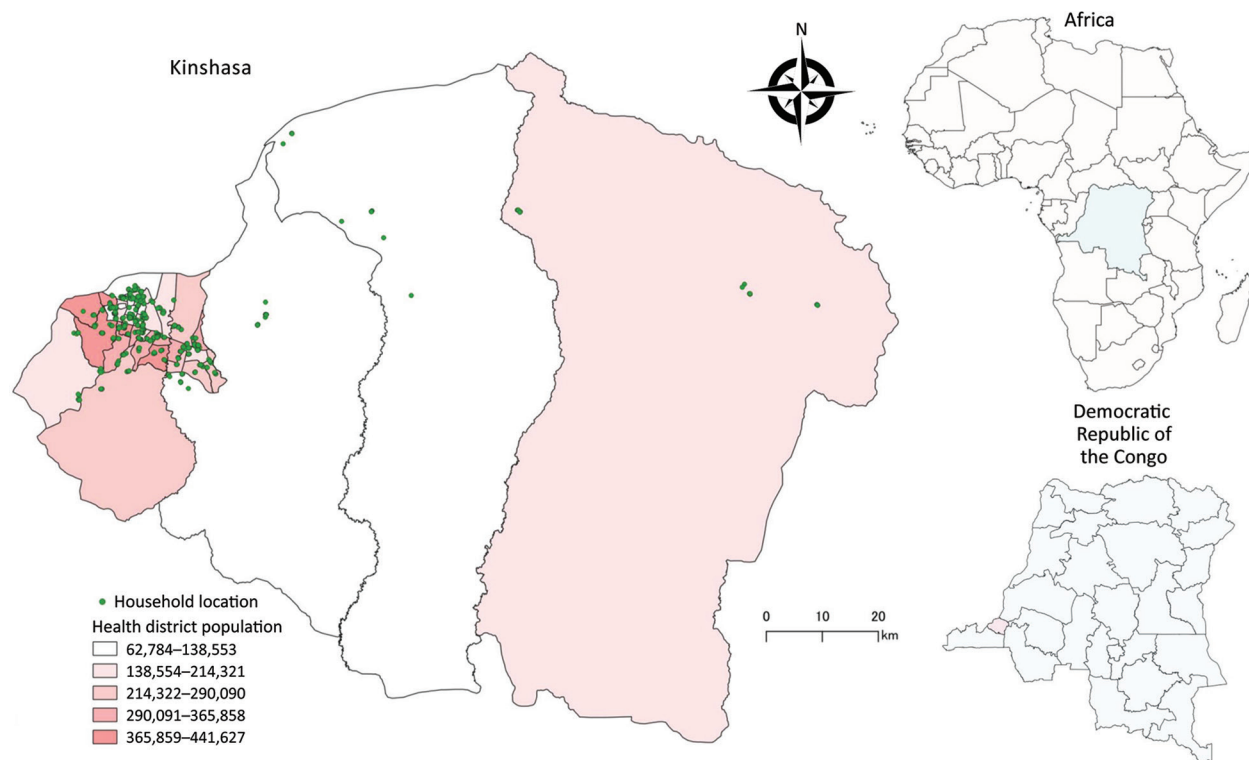 Kinshasa
N
Africa
Democratic
Republic of
the Congo
Household location
Health district population
62,784–138,553
138,554–214,321
214,322–290,090
290,091–365,858
365,859–441,627
0 10 20
km